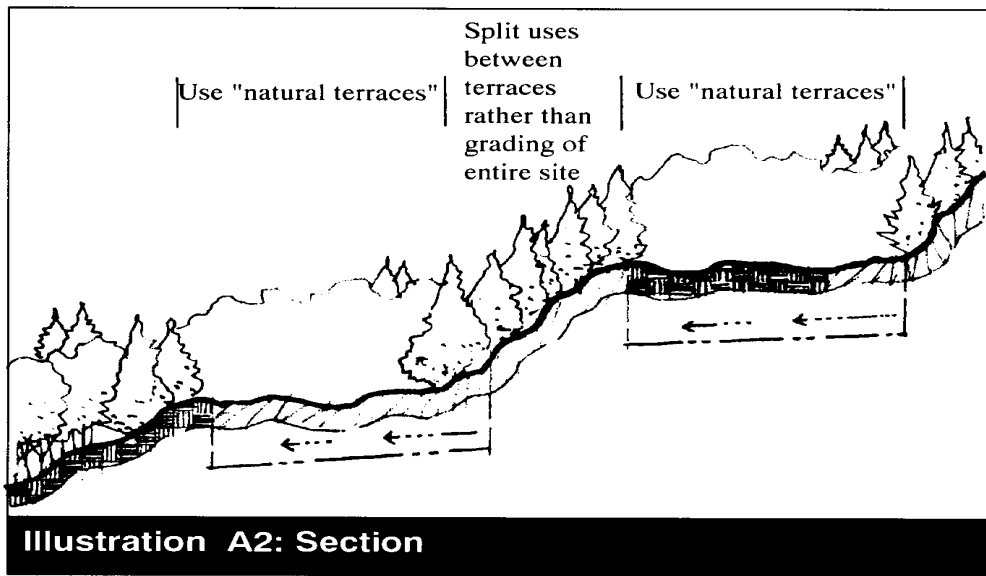 Split uses
between
terraces
rather than
grading of
entire site
Use "natural terraces"
Use "natural terraces"
Illustration A2: Section